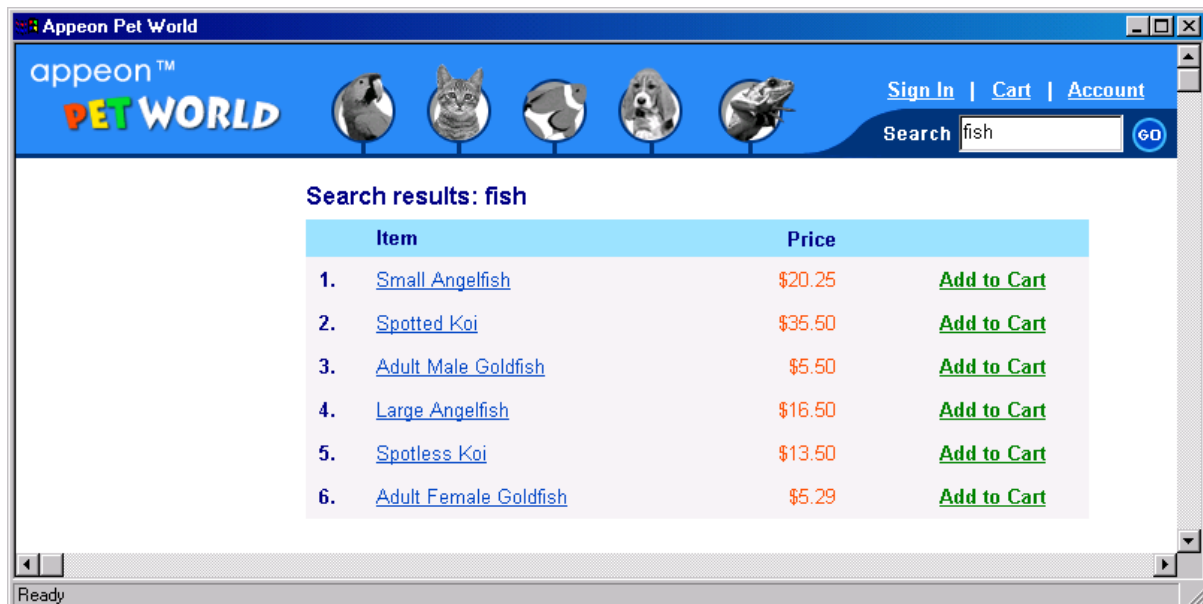 Appeon Pet World
appeon™
PET WORLD
Sign In | Cart | Account
Search fish GO
Search results: fish
Item Price
1. Small Angelfish $20.25 Add to Cart
2. Spotted Koi $35.50 Add to Cart
3. Adult Male Goldfish $5.50 Add to Cart
4. Large Angelfish $16.50 Add to Cart
5. Spotless Koi $13.50 Add to Cart
6. Adult Female Goldfish $5.29 Add to Cart
Ready